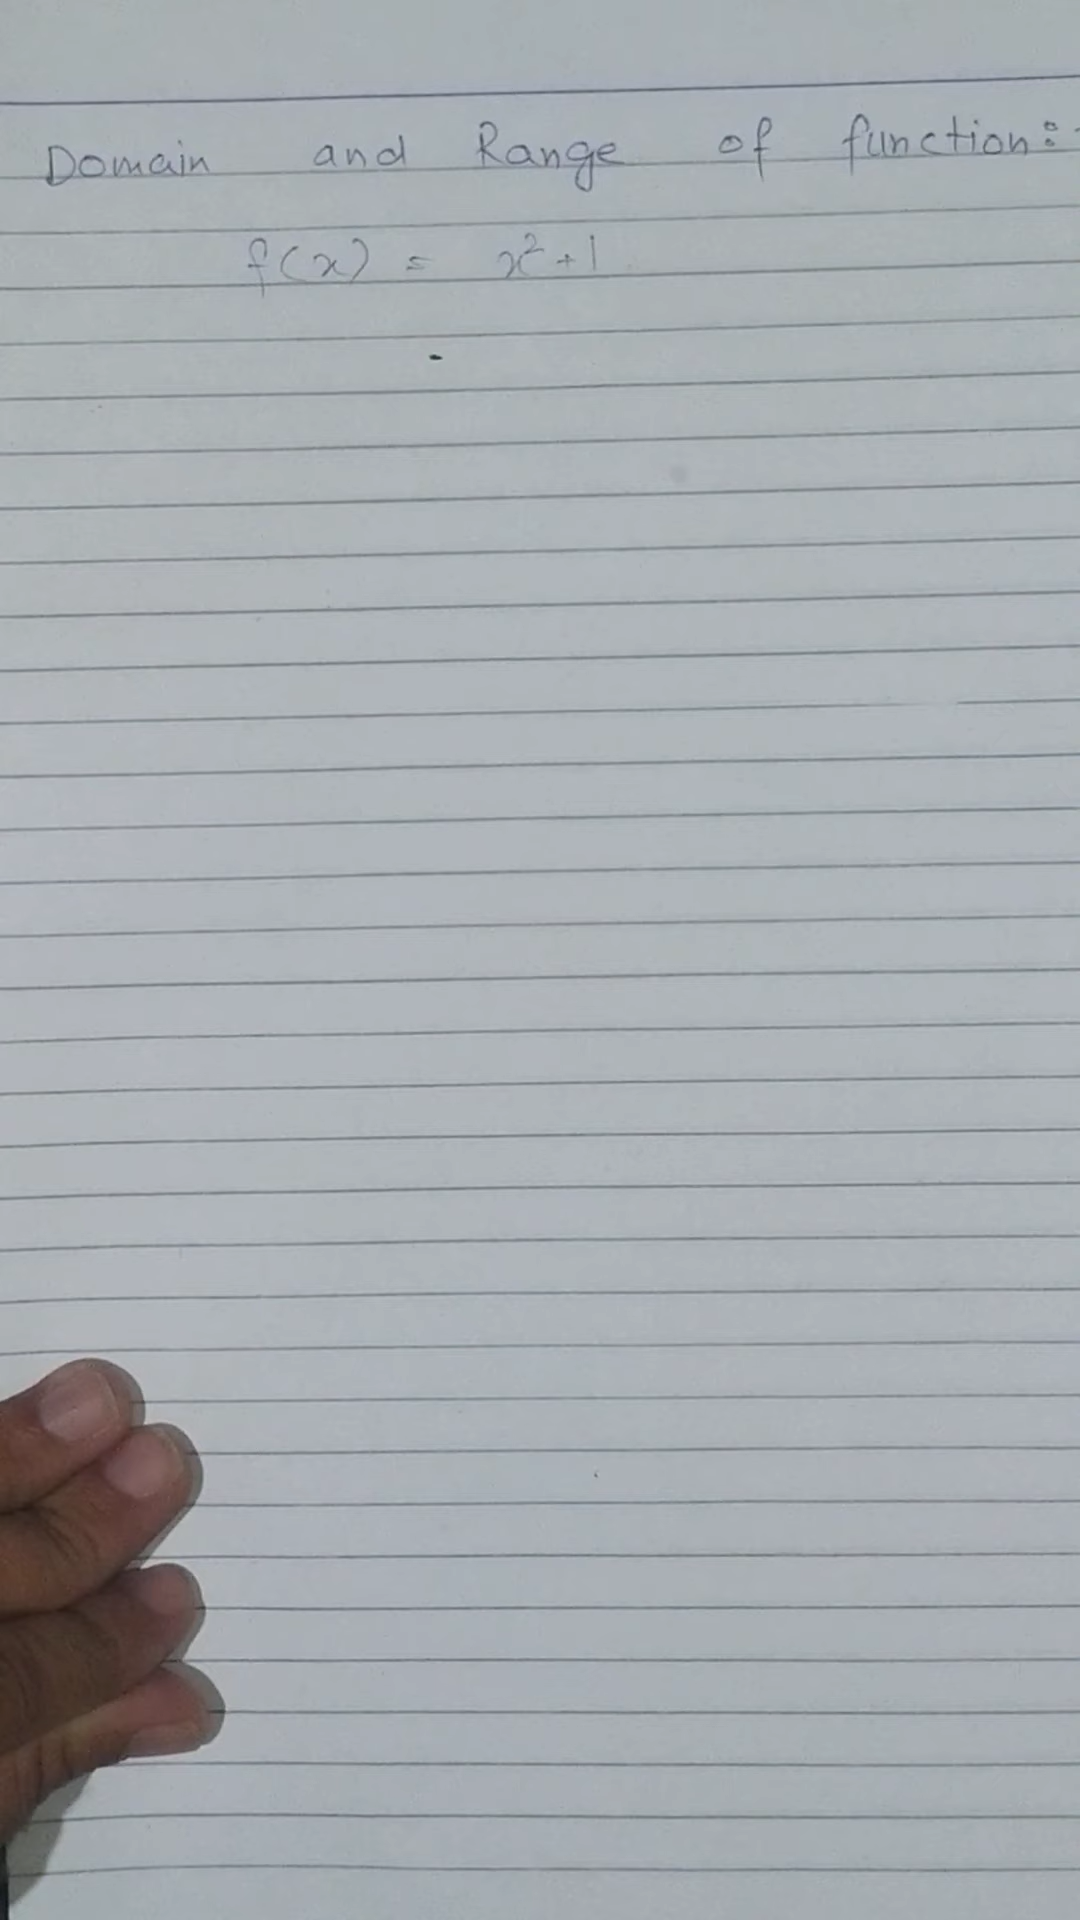 Domain and Range of function:-
f(x) = x²+1